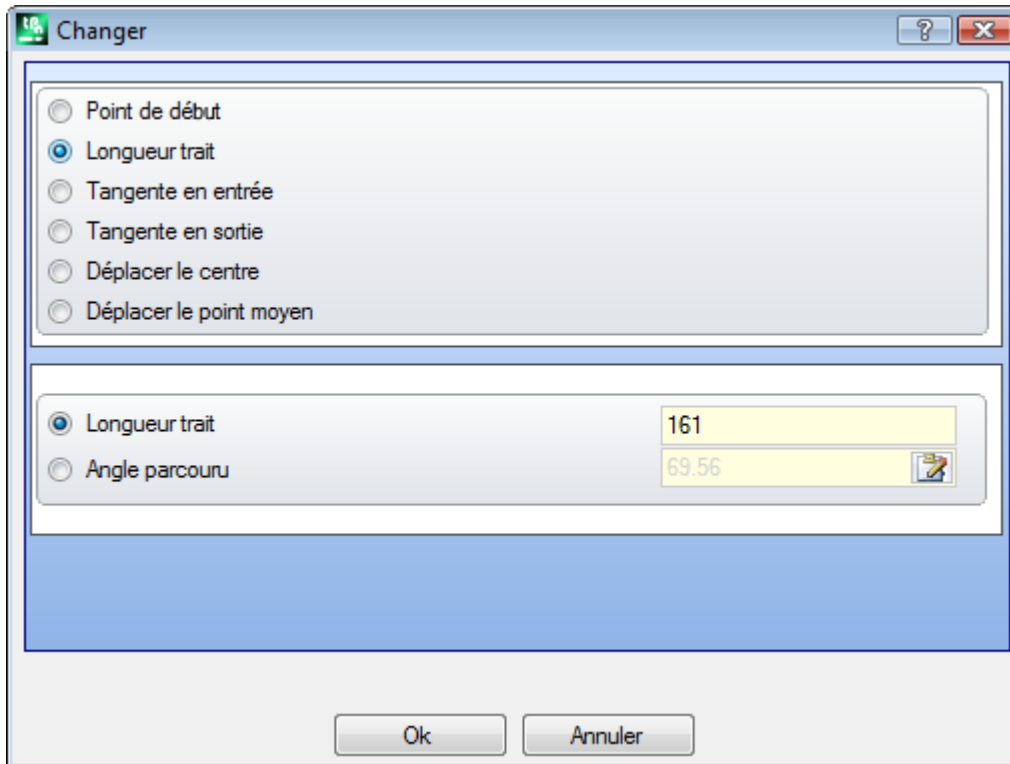 Changer
Point de début
Longueur trait
Tangente en entrée
Tangente en sortie
Déplacer le centre
Déplacer le point moyen
Longueur trait 161
Angle parcouru 69.56
Ok Annuler